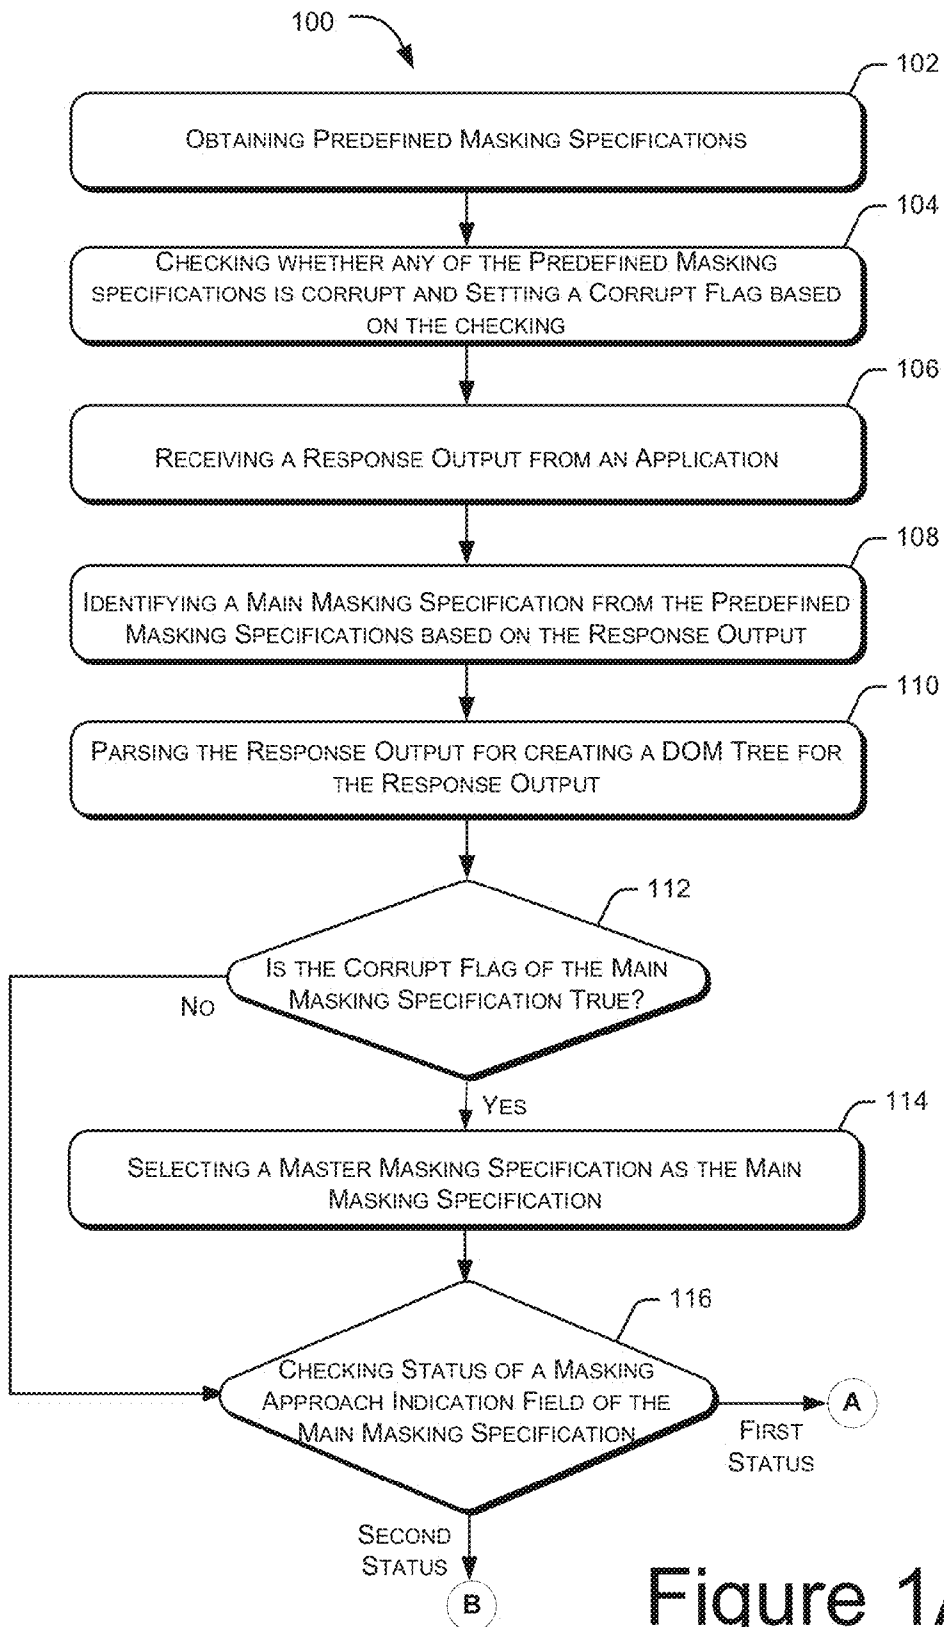 100
102
OBTAINING PREDEFINED MASKING SPECIFICATIONS
104
CHECKING WHETHER ANY OF THE PREDEFINED MASKING
SPECIFICATIONS IS CORRUPT AND SETTING A CORRUPT FLAG BASED
ON THE CHECKING
106
RECEIVING A RESPONSE OUTPUT FROM AN APPLICATION
108
IDENTIFYING A MAIN MASKING SPECIFICATION FROM THE PREDEFINED
MASKING SPECIFICATIONS BASED ON THE RESPONSE OUTPUT
110
PARSING THE RESPONSE OUTPUT FOR CREATING A DOM TREE FOR
THE RESPONSE OUTPUT
112
IS THE CORRUPT FLAG OF THE MAIN
MASKING SPECIFICATION TRUE?
NO
YES
114
SELECTING A MASTER MASKING SPECIFICATION AS THE MAIN
MASKING SPECIFICATION
116
CHECKING STATUS OF A MASKING
APPROACH INDICATION FIELD OF THE
MAIN MASKING SPECIFICATION
A
FIRST
STATUS
SECOND
STATUS
B
Figure 1A